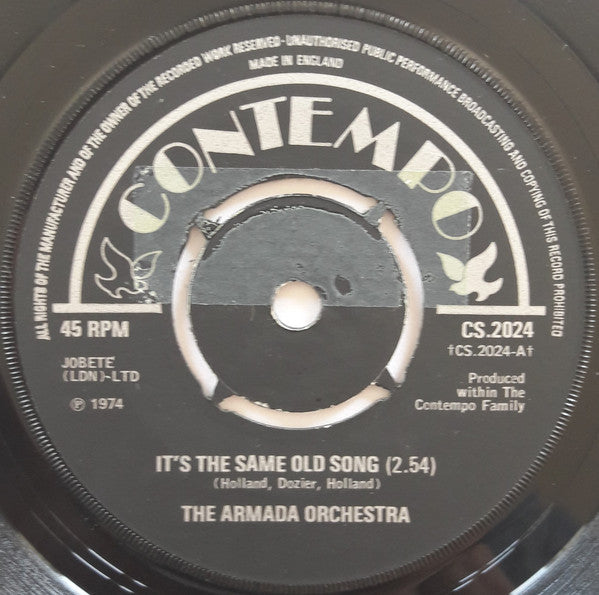 ALL RIGHTS OF THE MANUFACTURER AND OF THE OWNER OF THE RECORDED WORK RESERVED-UNAUTHORISED PUBLIC PERFORMANCE BROADCASTING AND COPYING OF THIS RECORD PROHIBITED
MADE IN ENGLAND
CONTEMPO
45 RPM
CS.2024
†CS.2024-A†
JOBETE
(LDN)-LTD
℗ 1974
Produced
within The
Contempo Family
IT'S THE SAME OLD SONG (2.54)
(Holland, Dozier, Holland)
THE ARMADA ORCHESTRA